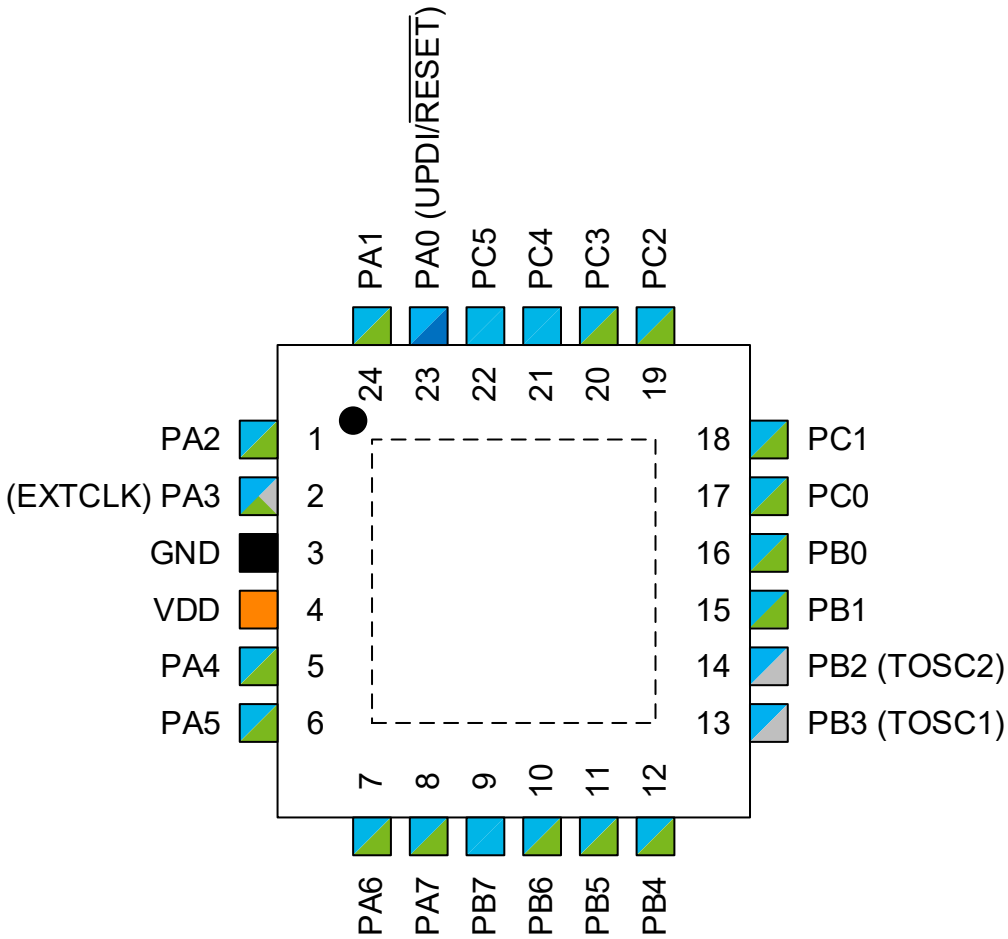 PA0 (UPDI/RESET)
PA1
PC5
PC4
PC3
PC2
24
23
22
21
20
19
PA2
1
18
PC1
(EXTCLK) PA3
2
17
PC0
GND
3
16
PB0
VDD
4
15
PB1
PA4
5
14
PB2 (TOSC2)
PA5
6
13
PB3 (TOSC1)
7
8
9
10
11
12
PA6
PA7
PB7
PB6
PB5
PB4